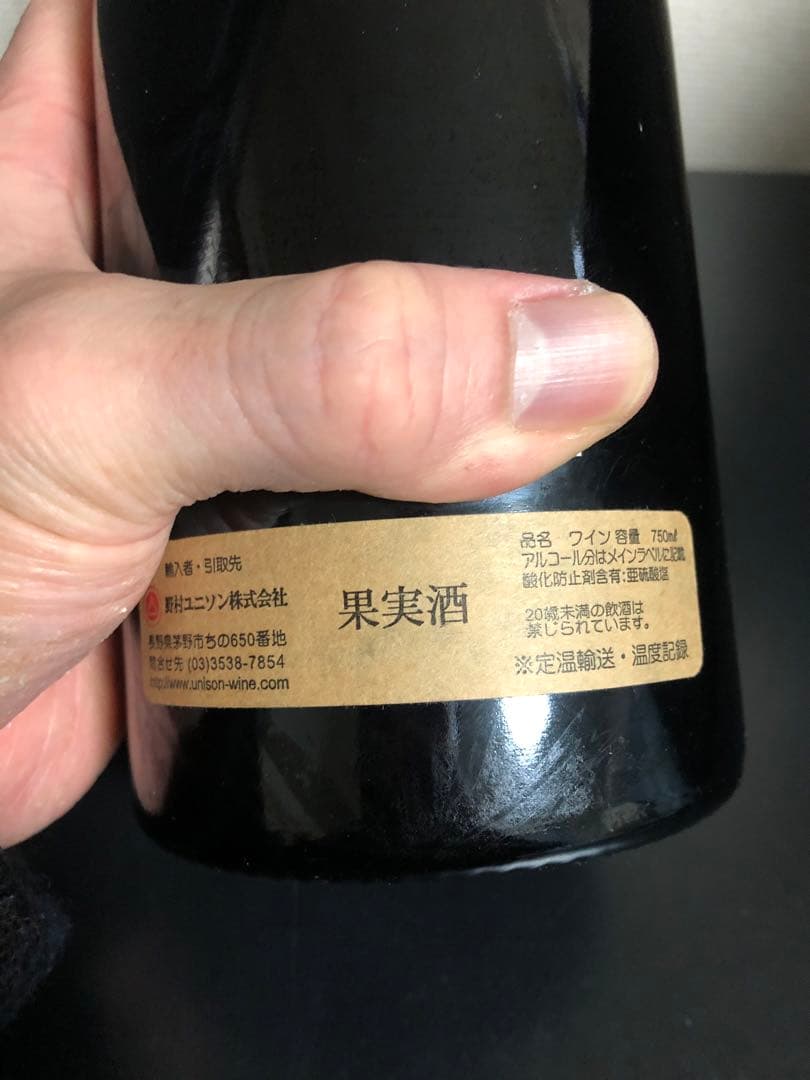 輸入者・引取先
野村ユニソン株式会社
長野県茅野市ちの650番地
問合せ先 (03)3538-7854
http://www.unison-wine.com
果実酒
品名 ワイン 容量 750mℓ
アルコール分はメインラベルに記載
酸化防止剤含有:亜硫酸塩
20歳未満の飲酒は
禁じられています。
※定温輸送・温度記録